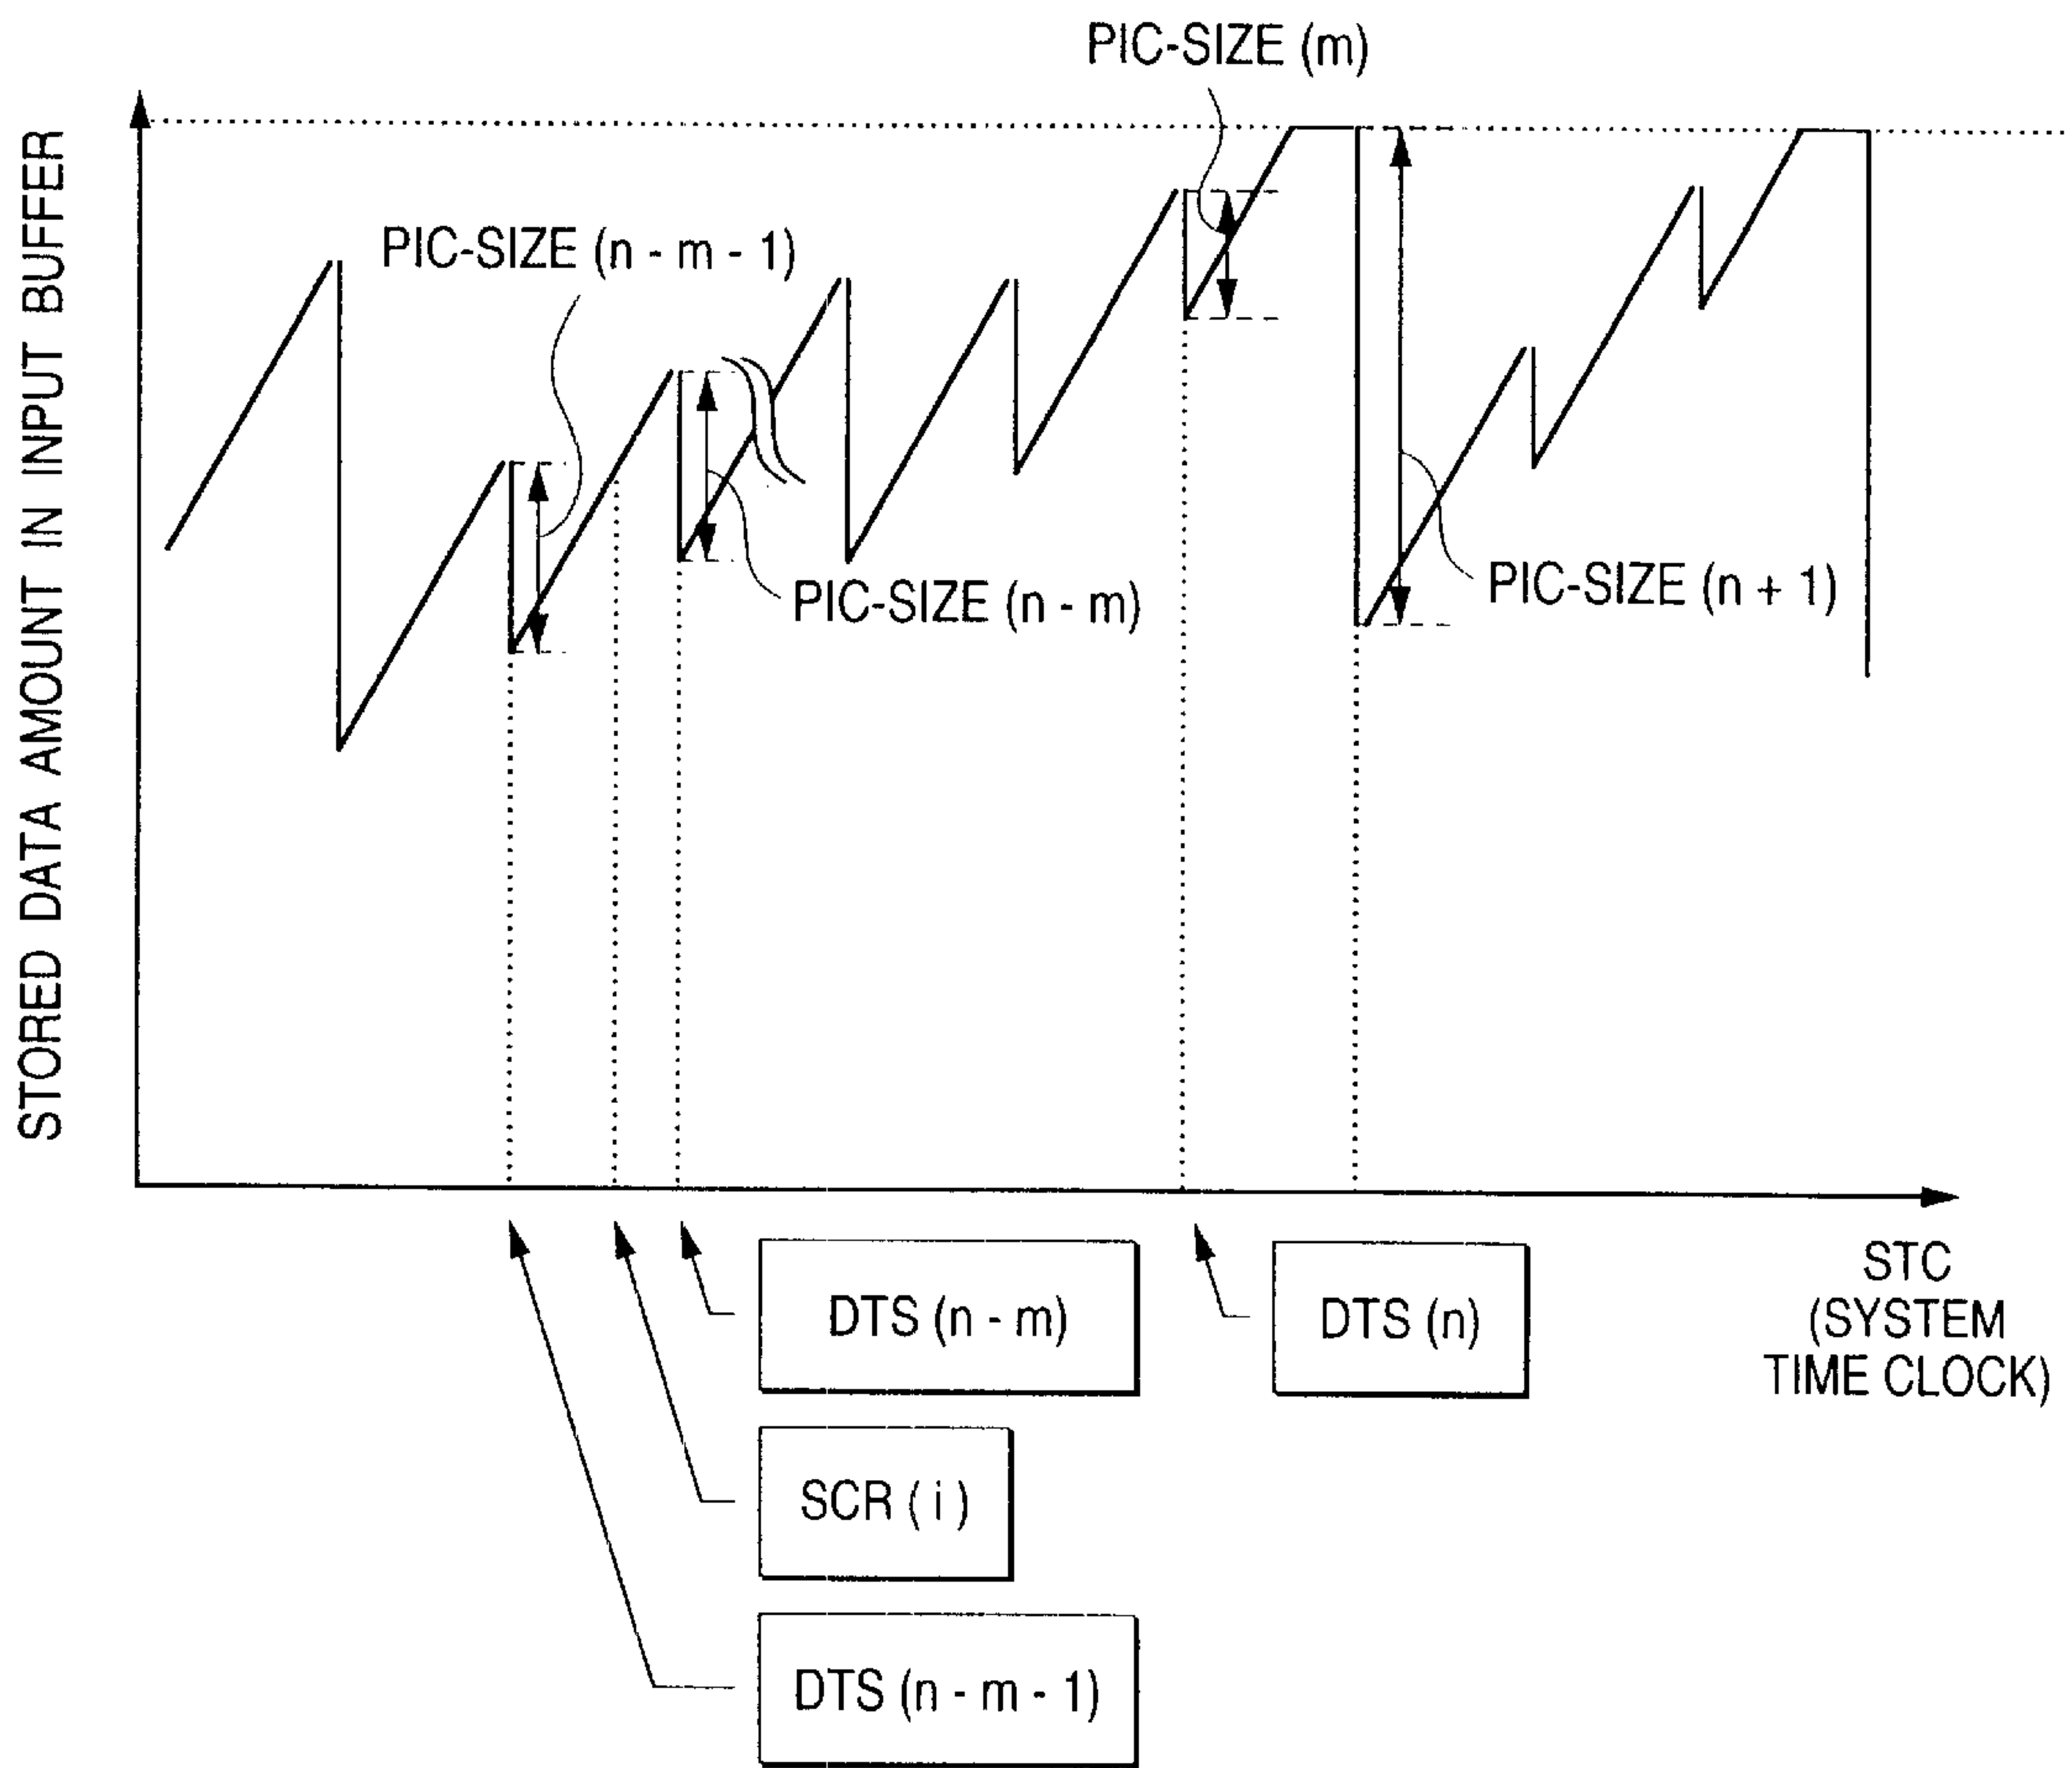 PIC-SIZE (m)
STORED DATA AMOUNT IN INPUT BUFFER
PIC-SIZE (n - m - 1)
PIC-SIZE (n - m)
PIC-SIZE (n + 1)
DTS (n - m)
DTS (n)
STC
(SYSTEM
TIME CLOCK)
SCR ( i )
DTS (n - m - 1)